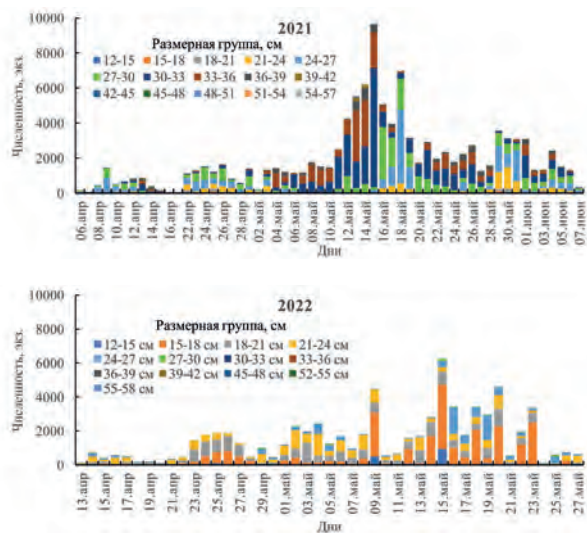 2021
Размерная группа, см
12-15 15-18 18-21 21-24 24-27
27-30 30-33 33-36 36-39 39-42
42-45 45-48 48-51 51-54 54-57
Численность, экз.
10000
8000
6000
4000
2000
0
06.апр 08.апр 10.апр 12.апр 14.апр 16.апр 22.апр 24.апр 26.апр 28.апр 02.май 04.май 06.май 08.май 10.май 12.май 14.май 16.май 18.май 20.май 22.май 24.май 26.май 28.май 30.май 01.июн 03.июн 05.июн 07.июн
Дни
2022
Размерная группа, см
12-15 см 15-18 см 18-21 см 21-24 см
24-27 см 27-30 см 30-33 см 33-36 см
36-39 см 39-42 см 45-48 см 52-55 см
55-58 см
Численность, экз.
10000
8000
6000
4000
2000
0
13.апр 15.апр 17.апр 19.апр 21.апр 23.апр 25.апр 27.апр 29.апр 01.май 03.май 05.май 07.май 09.май 11.май 13.май 15.май 17.май 19.май 21.май 23.май 25.май 27.май
Дни